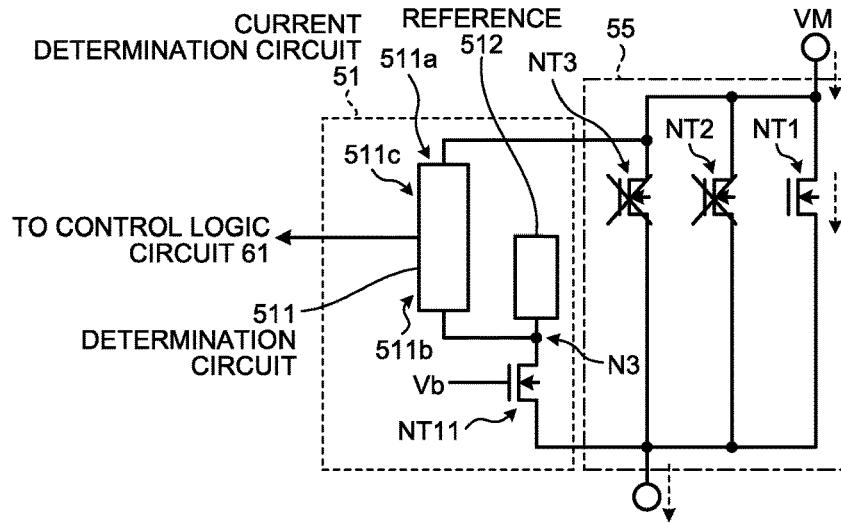 CURRENT
DETERMINATION CIRCUIT
51
511a
REFERENCE
512
NT3
55
VM
511c
NT2
NT1
TO CONTROL LOGIC
CIRCUIT 61
511
DETERMINATION
CIRCUIT
511b
N3
Vb
NT11